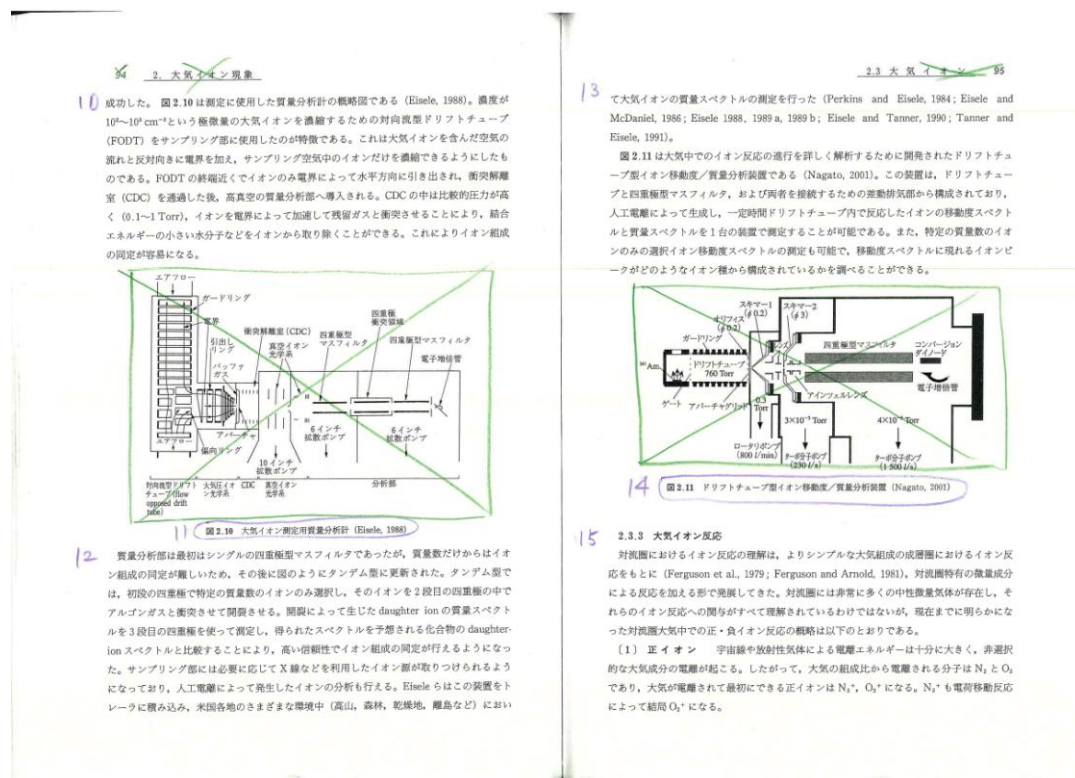 94 2. 大気イオン現象
10 成功した。 図2.10は測定に使用した質量分析計の概略図である (Eisele, 1988)。濃度が
10²～10³ cm⁻³という極微量の大気イオンを濃縮するための対向流型ドリフトチューブ
(FODT) をサンプリング部に使用したのが特徴である。これは大気イオンを含んだ空気の
流れと反対向きに電界を加え，サンプリング空気中のイオンだけを濃縮できるようにしたも
のである。FODT の終端近くでイオンのみ電界によって水平方向に引き出され，衝突解離
室 (CDC) を通過した後，高真空の質量分析部へ導入される。CDC の中は比較的圧力が高
く (0.1～1 Torr)，イオンを電界によって加速して残留ガスと衝突させることにより，結合
エネルギーの小さい水分子などをイオンから取り除くことができる。これによりイオン組成
の同定が容易になる。
エアフロー
ガードリング
電界
引出し
リング
バッファ
ガス
衝突解離室 (CDC)
真空イオン
光学系
四重極型
マスフィルタ
四重極
衝突領域
四重極型マスフィルタ
電子増倍管
エアフロー
アパーチャ
偏向リング
10 インチ
拡散ポンプ
6 インチ
拡散ポンプ
6 インチ
拡散ポンプ
対向流型ドリフト
チューブ (flow
opposed drift
tube)
大気圧イオ
ン光学系
CDC
真空イオン
光学系
分析部
11 図2.10 大気イオン測定用質量分析計 (Eisele, 1988)
12 質量分析部は最初はシングルの四重極型マスフィルタであったが，質量数だけからはイオ
ン組成の同定が難しいため，その後に図のようにタンデム型に更新された。タンデム型で
は，初段の四重極で特定の質量数のイオンのみ選択し，そのイオンを2段目の四重極の中で
アルゴンガスと衝突させて開裂させる。開裂によって生じた daughter ion の質量スペクト
ルを3段目の四重極を使って測定し，得られたスペクトルを予想される化合物の daughter-
ion スペクトルと比較することにより，高い信頼性でイオン組成の同定が行えるようになっ
た。サンプリング部には必要に応じて X 線などを利用したイオン源が取りつけられるよう
になっており，人工電離によって発生したイオンの分析も行える。Eisele らはこの装置をト
レーラに積み込み，米国各地のさまざまな環境中 (高山，森林，乾燥地，離島など) におい
2.3 大気イオン 95
13 て大気イオンの質量スペクトルの測定を行った (Perkins and Eisele, 1984 ; Eisele and
McDaniel, 1986 ; Eisele 1988, 1989 a, 1989 b ; Eisele and Tanner, 1990 ; Tanner and
Eisele, 1991)。
図2.11は大気中でのイオン反応の進行を詳しく解析するために開発されたドリフトチュ
ーブ型イオン移動度／質量分析装置である (Nagato, 2001)。この装置は，ドリフトチュー
ブと四重極型マスフィルタ，および両者を接続するための差動排気部から構成されており，
人工電離によって生成し，一定時間ドリフトチューブ内で反応したイオンの移動度スペクト
ルと質量スペクトルを1台の装置で測定することが可能である。また，特定の質量数のイオ
ンのみの選択イオン移動度スペクトルの測定も可能で，移動度スペクトルに現れるイオンピ
ークがどのようなイオン種から構成されているかを調べることができる。
スキマー1
(φ0.2)
スキマー2
(φ3)
オリフィス
(φ0.2)
ガードリング
レンズ
四重極型マスフィルタ
コンバージョン
ダイノード
²⁴¹Am
ドリフトチューブ
760 Torr
電子増倍管
ゲート
アパーチャグリッド
アインツェルレンズ
0.3
Torr
3×10⁻³ Torr
ロータリポンプ
(800 l/min)
ターボ分子ポンプ
(230 l/s)
ターボ分子ポンプ
(1 500 l/s)
14 図2.11 ドリフトチューブ型イオン移動度／質量分析装置 (Nagato, 2001)
15 2.3.3 大気イオン反応
対流圏におけるイオン反応の理解は，よりシンプルな大気組成の成層圏におけるイオン反
応をもとに (Ferguson et al., 1979 ; Ferguson and Arnold, 1981)，対流圏特有の微量成分
による反応を加える形で発展してきた。対流圏には非常に多くの中性微量気体が存在し，そ
れらのイオン反応への関与がすべて理解されているわけではないが，現在までに明らかにな
った対流圏大気中での正・負イオン反応の概略は以下のとおりである。
〔1〕 正イオン 宇宙線や放射性気体による電離エネルギーは十分に大きく，非選択
的な大気成分の電離が起こる。したがって，大気の組成比から電離される分子は N₂ と O₂
であり，大気が電離されて最初にできる正イオンは N₂⁺，O₂⁺ になる。N₂⁺ も電荷移動反応
によって結局 O₂⁺ になる。